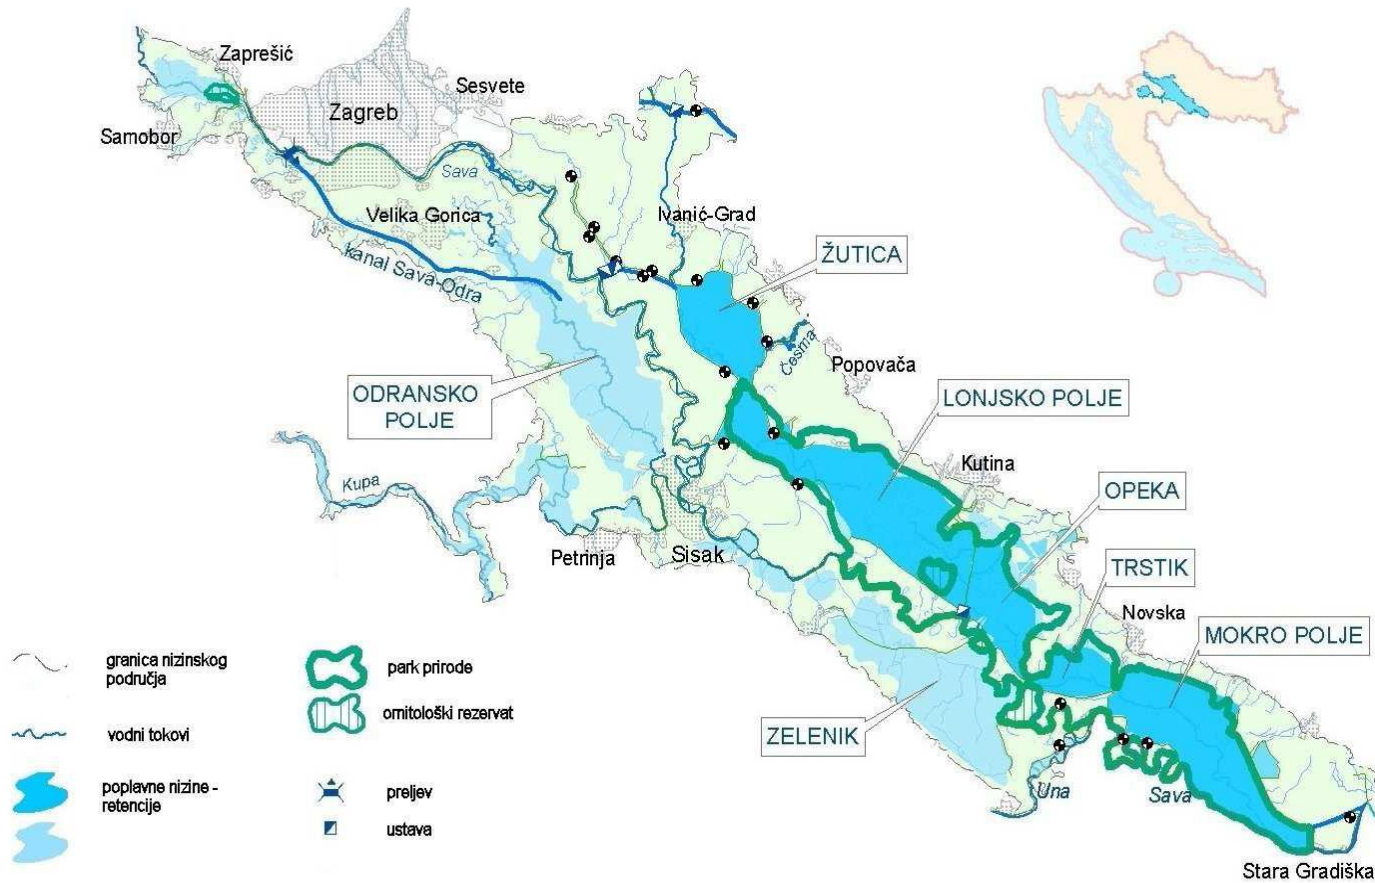 Zaprešić
Sesvete
Zagreb
Samobor
Sava
Velika Gorica
Ivanić-Grad
ŽUTICA
kanal Sava-Odra
Česma
Popovača
ODRANSKO
POLJE
LONJSKO POLJE
Kutina
Kupa
OPEKA
Petrinja
Sisak
TRSTIK
Novska
MOKRO POLJE
ZELENIK
Una
Sava
Stara Gradiška
granica nizinskog
područja
vodni tokovi
poplavne nizine -
retencije
park prirode
ornitološki rezervat
preljev
ustava